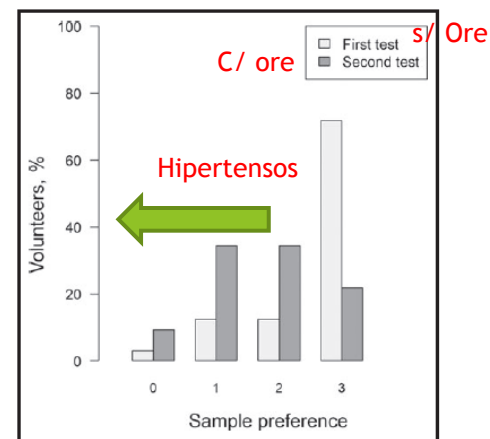 100
80
60
40
20
0
Volunteers, %
First test
Second test
s/ Ore
C/ ore
Hipertensos
0 1 2 3
Sample preference